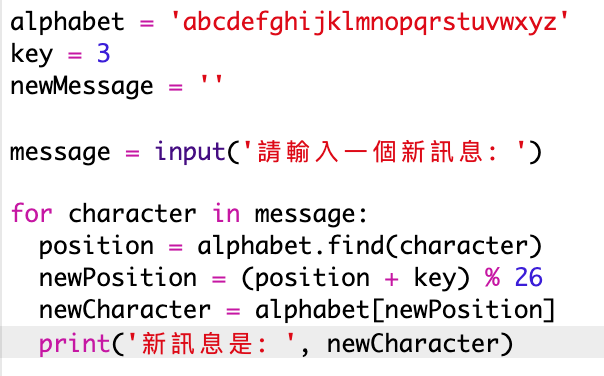 alphabet = 'abcdefghijklmnopqrstuvwxyz'
key = 3
newMessage = ''

message = input('請輸入一個新訊息: ')

for character in message:
  position = alphabet.find(character)
  newPosition = (position + key) % 26
  newCharacter = alphabet[newPosition]
  print('新訊息是: ', newCharacter)